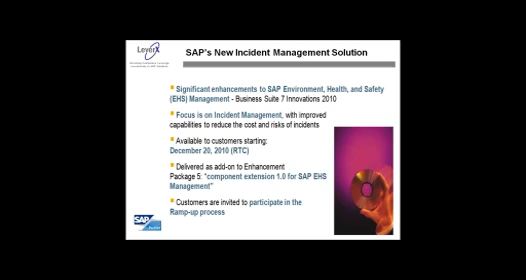 LeverX
SAP's New Incident Management Solution
Significant enhancements to SAP Environment, Health, and Safety
(EHS) Management - Business Suite 7 Innovations 2010
Focus is on Incident Management, with improved
capabilities to reduce the cost and risks of incidents
Available to customers starting:
December 20, 2010 (RTC)
Delivered as add-on to Enhancement
Package 5: "component extension 1.0 for SAP EHS
Management"
Customers are invited to participate in the
Ramp-up process
SAP